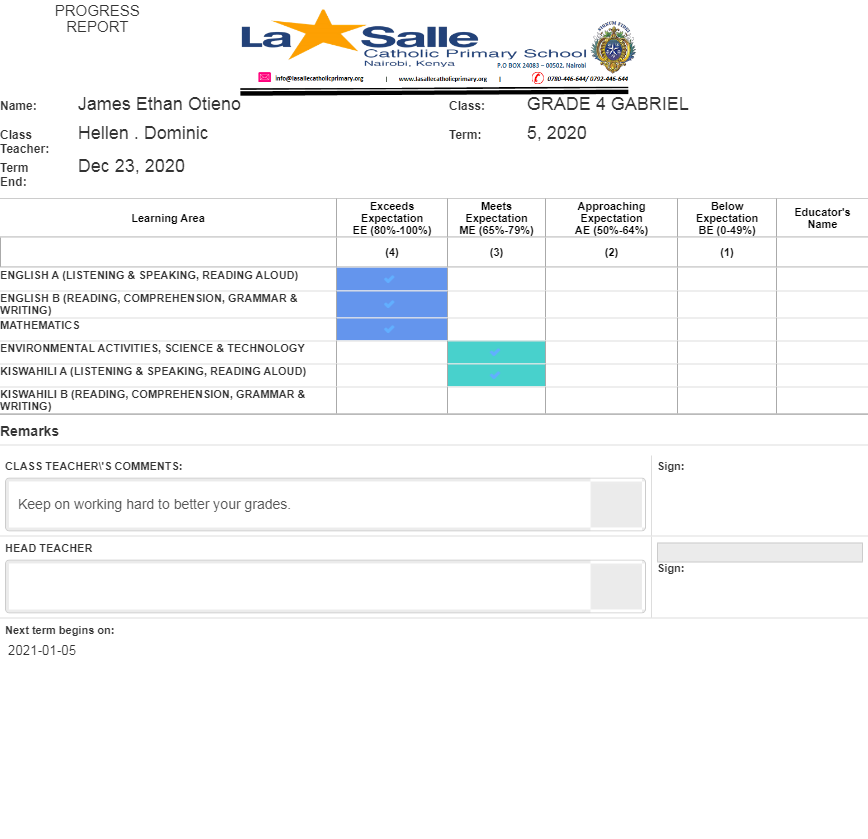 PROGRESS
REPORT
La Salle
Catholic Primary School
Nairobi, Kenya
P.O BOX 24083 – 00502, Nairobi
info@lasallecatholicprimary.org | www.lasallecatholicprimary.org | 0780-446-644/ 0792-446-644
Name: James Ethan Otieno Class: GRADE 4 GABRIEL
Class Teacher: Hellen . Dominic Term: 5, 2020
Term End: Dec 23, 2020
Learning Area
Exceeds Expectation EE (80%-100%)
Meets Expectation ME (65%-79%)
Approaching Expectation AE (50%-64%)
Below Expectation BE (0-49%)
Educator's Name
(4) (3) (2) (1)
ENGLISH A (LISTENING & SPEAKING, READING ALOUD)
ENGLISH B (READING, COMPREHENSION, GRAMMAR &
WRITING)
MATHEMATICS
ENVIRONMENTAL ACTIVITIES, SCIENCE & TECHNOLOGY
KISWAHILI A (LISTENING & SPEAKING, READING ALOUD)
KISWAHILI B (READING, COMPREHENSION, GRAMMAR &
WRITING)
Remarks
CLASS TEACHER\'S COMMENTS: Sign:
Keep on working hard to better your grades.
HEAD TEACHER
Sign:
Next term begins on:
2021-01-05